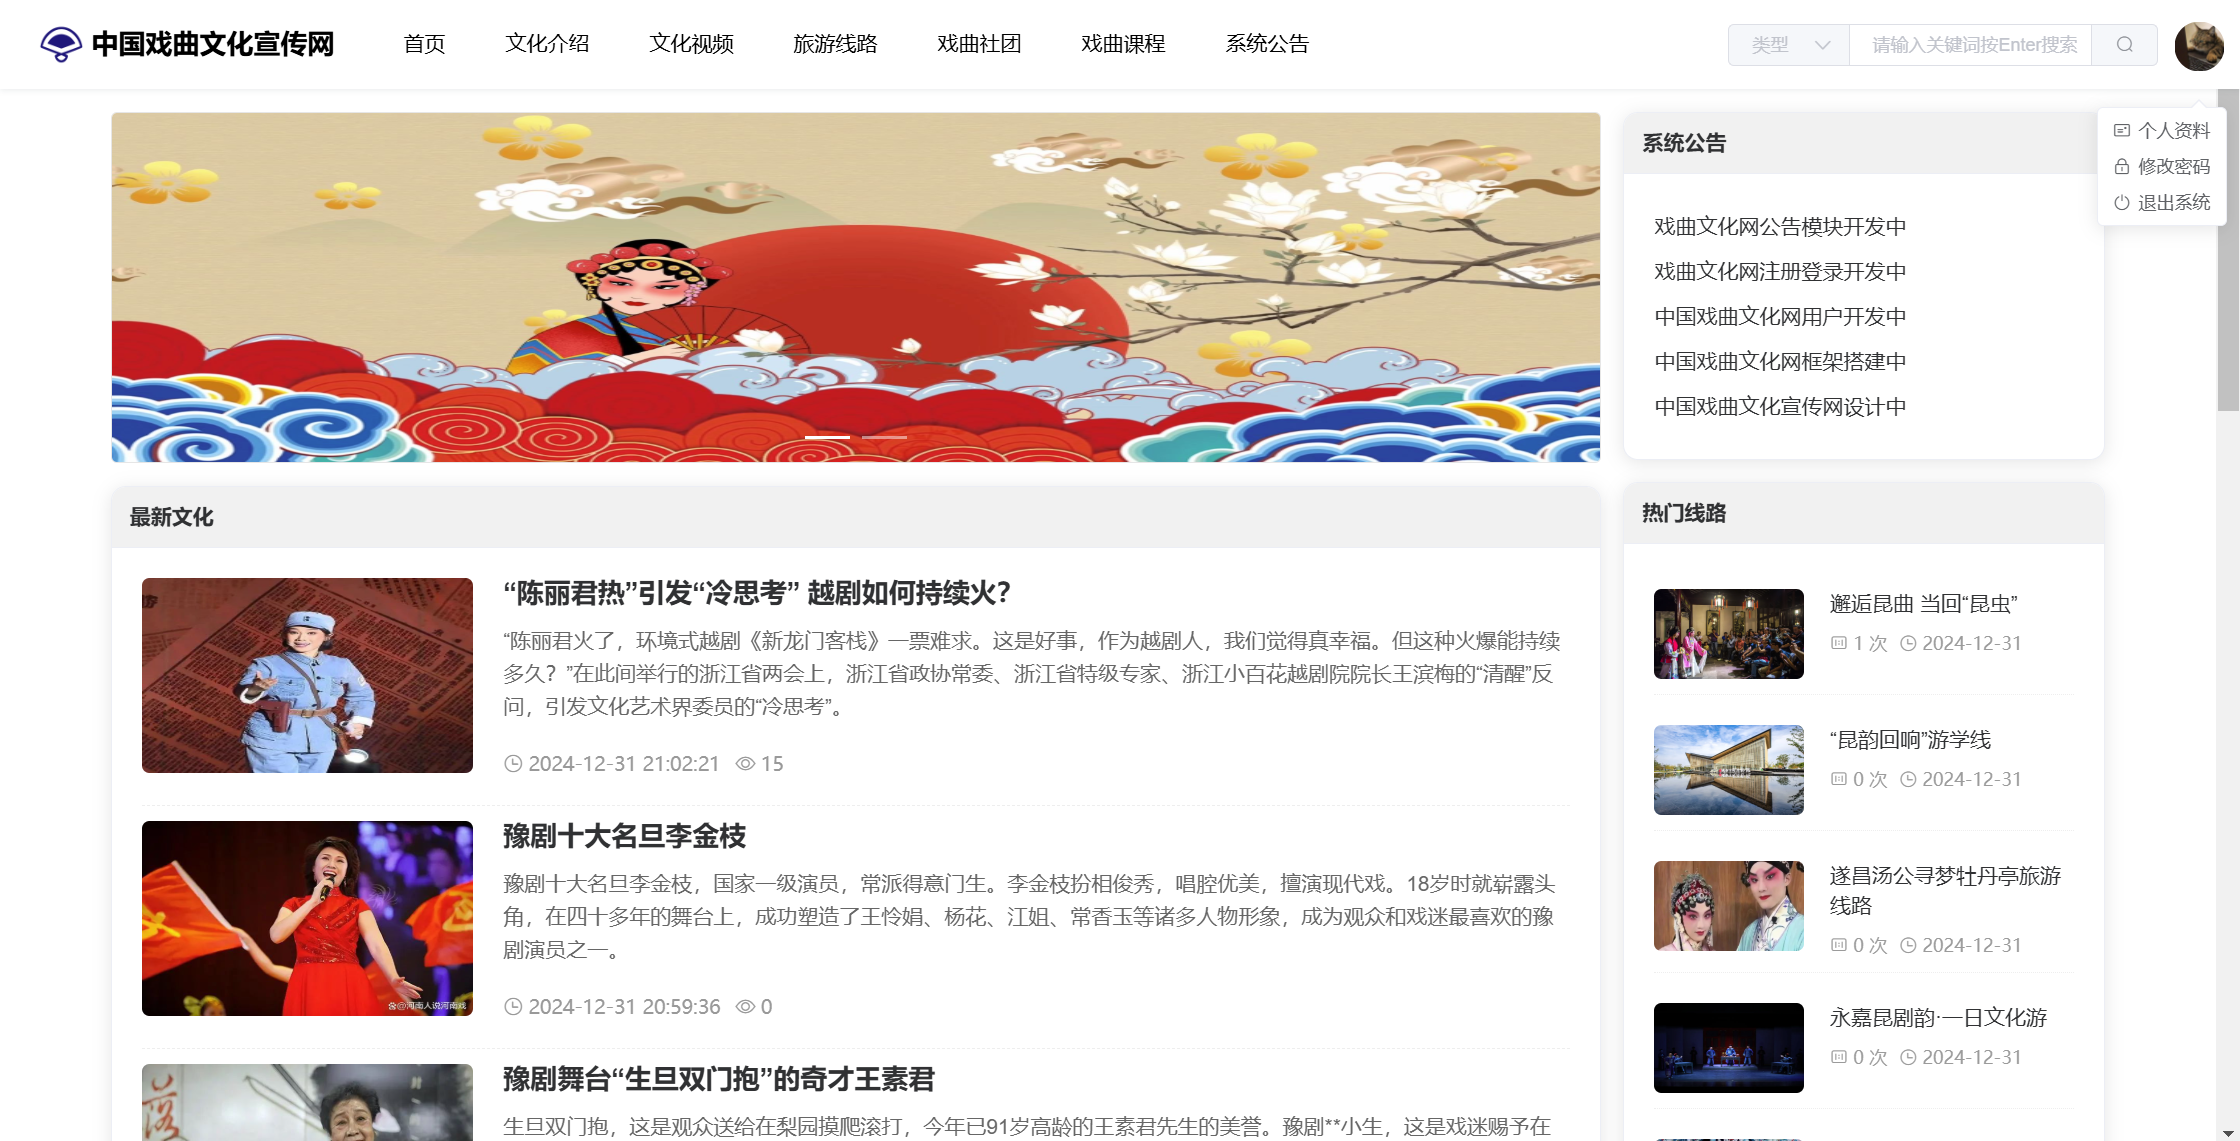 中国戏曲文化宣传网
首页
文化介绍
文化视频
旅游线路
戏曲社团
戏曲课程
系统公告
类型
请输入关键词按Enter搜索
个人资料
修改密码
退出系统
系统公告
戏曲文化网公告模块开发中
戏曲文化网注册登录开发中
中国戏曲文化网用户开发中
中国戏曲文化网框架搭建中
中国戏曲文化宣传网设计中
最新文化
“陈丽君热”引发“冷思考” 越剧如何持续火？
“陈丽君火了，环境式越剧《新龙门客栈》一票难求。这是好事，作为越剧人，我们觉得真幸福。但这种火爆能持续
多久？”在此间举行的浙江省两会上，浙江省政协常委、浙江省特级专家、浙江小百花越剧院院长王滨梅的“清醒”反
问，引发文化艺术界委员的“冷思考”。
2024-12-31 21:02:21 15
豫剧十大名旦李金枝
豫剧十大名旦李金枝，国家一级演员，常派得意门生。李金枝扮相俊秀，唱腔优美，擅演现代戏。18岁时就崭露头
角，在四十多年的舞台上，成功塑造了王怜娟、杨花、江姐、常香玉等诸多人物形象，成为观众和戏迷最喜欢的豫
剧演员之一。
@河南人说河南戏
2024-12-31 20:59:36 0
豫剧舞台“生旦双门抱”的奇才王素君
生旦双门抱，这是观众送给在梨园摸爬滚打，今年已91岁高龄的王素君先生的美誉。豫剧**小生，这是戏迷赐予在
热门线路
邂逅昆曲 当回“昆虫”
1 次 2024-12-31
“昆韵回响”游学线
0 次 2024-12-31
遂昌汤公寻梦牡丹亭旅游
线路
0 次 2024-12-31
永嘉昆剧韵·一日文化游
0 次 2024-12-31